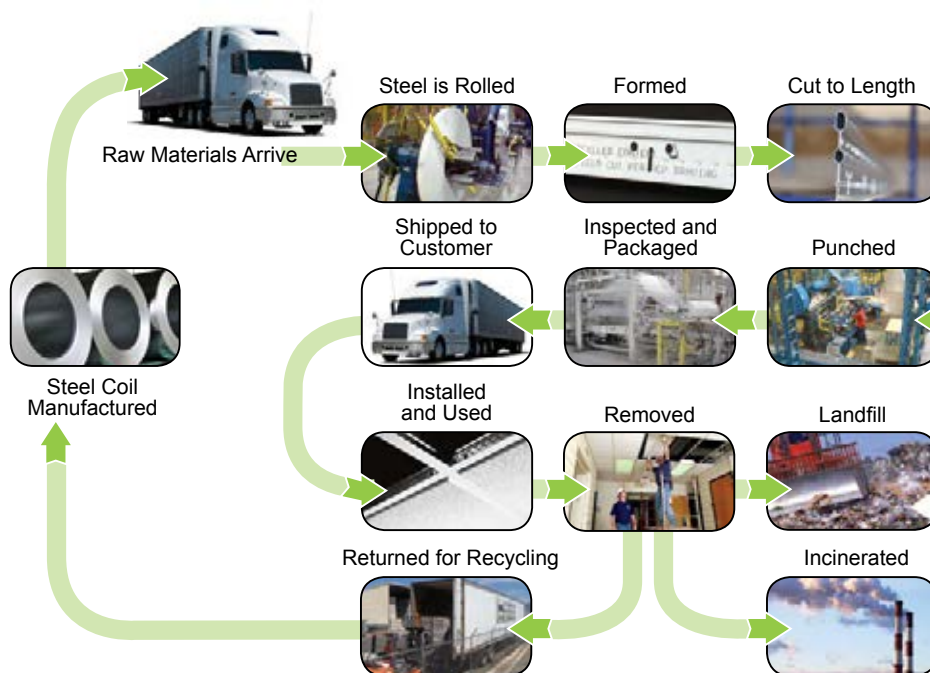 Raw Materials Arrive
Steel is Rolled
Formed
Cut to Length
Shipped to
Customer
Inspected and
Packaged
Punched
Steel Coil
Manufactured
Installed
and Used
Removed
Landfill
Returned for Recycling
Incinerated